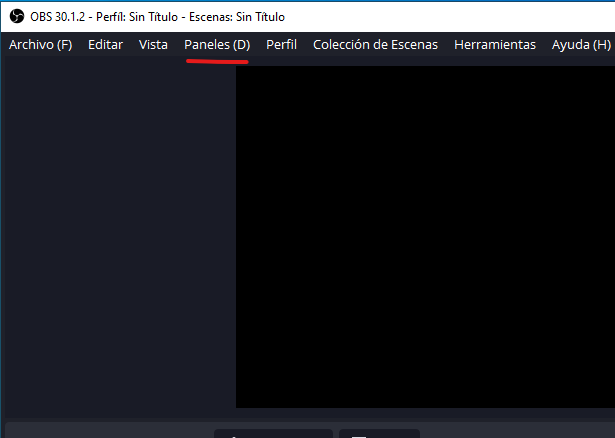 OBS 30.1.2 - Perfil: Sin Título - Escenas: Sin Título
Archivo (F) Editar Vista Paneles (D) Perfil Colección de Escenas Herramientas Ayuda (H)